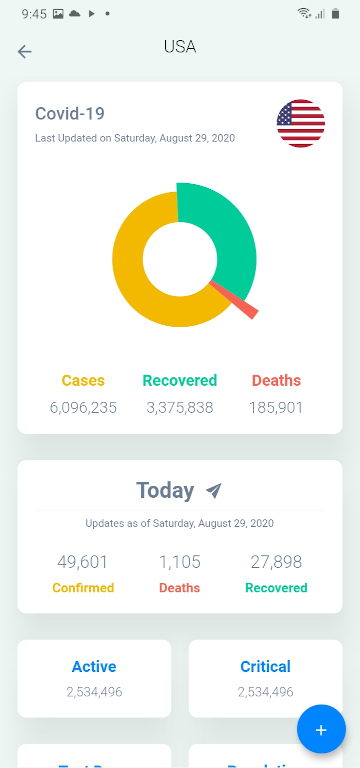 9:45
USA
Covid-19
Last Updated on Saturday, August 29, 2020
Cases Recovered Deaths
6,096,235 3,375,838 185,901
Today
Updates as of Saturday, August 29, 2020
49,601 1,105 27,898
Confirmed Deaths Recovered
Active Critical
2,534,496 2,534,496
+